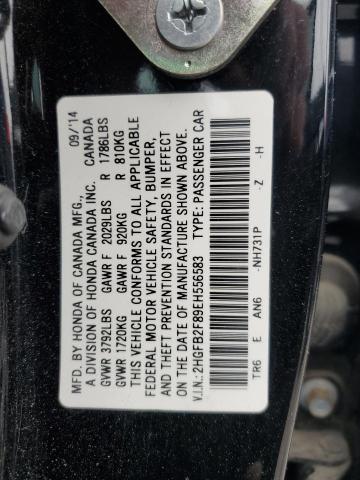 MFD. BY HONDA OF CANADA MFG., 09/'14
A DIVISION OF HONDA CANADA INC. CANADA
GVWR 3792LBS GAWR F 2029LBS R 1786LBS
GVWR 1720KG GAWR F 920KG R 810KG
THIS VEHICLE CONFORMS TO ALL APPLICABLE
FEDERAL MOTOR VEHICLE SAFETY, BUMPER,
AND THEFT PREVENTION STANDARDS IN EFFECT
ON THE DATE OF MANUFACTURE SHOWN ABOVE.
V.I.N.: 2HGFB2F89EH556583 TYPE: PASSENGER CAR
TR6 E AN6 -NH731P -Z -H